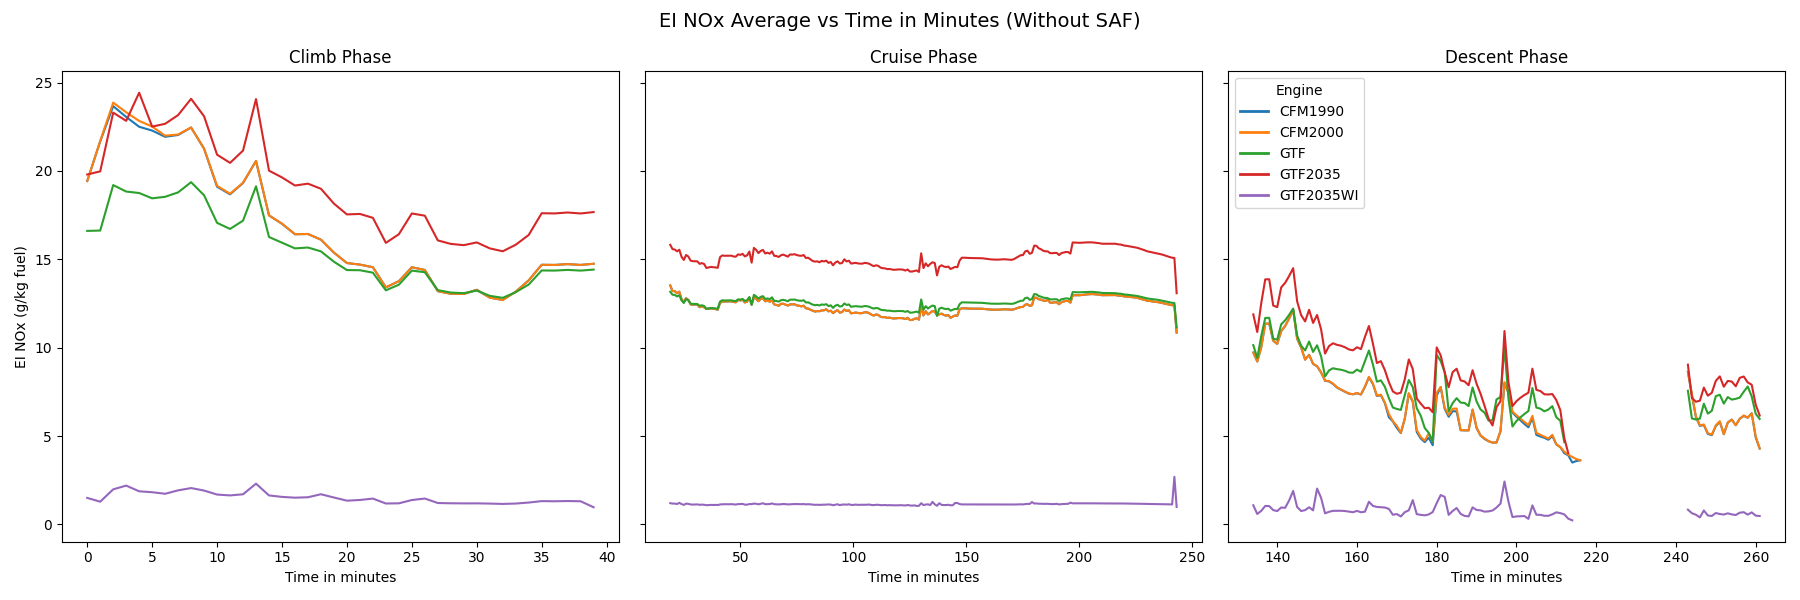 EI NOx Average vs Time in Minutes (Without SAF)
Climb Phase
Cruise Phase
Descent Phase
EI NOx (g/kg fuel)
25
20
15
10
5
0
0 5 10 15 20 25 30 35 40
Time in minutes
50 100 150 200 250
Time in minutes
Engine
CFM1990
CFM2000
GTF
GTF2035
GTF2035WI
140 160 180 200 220 240 260
Time in minutes